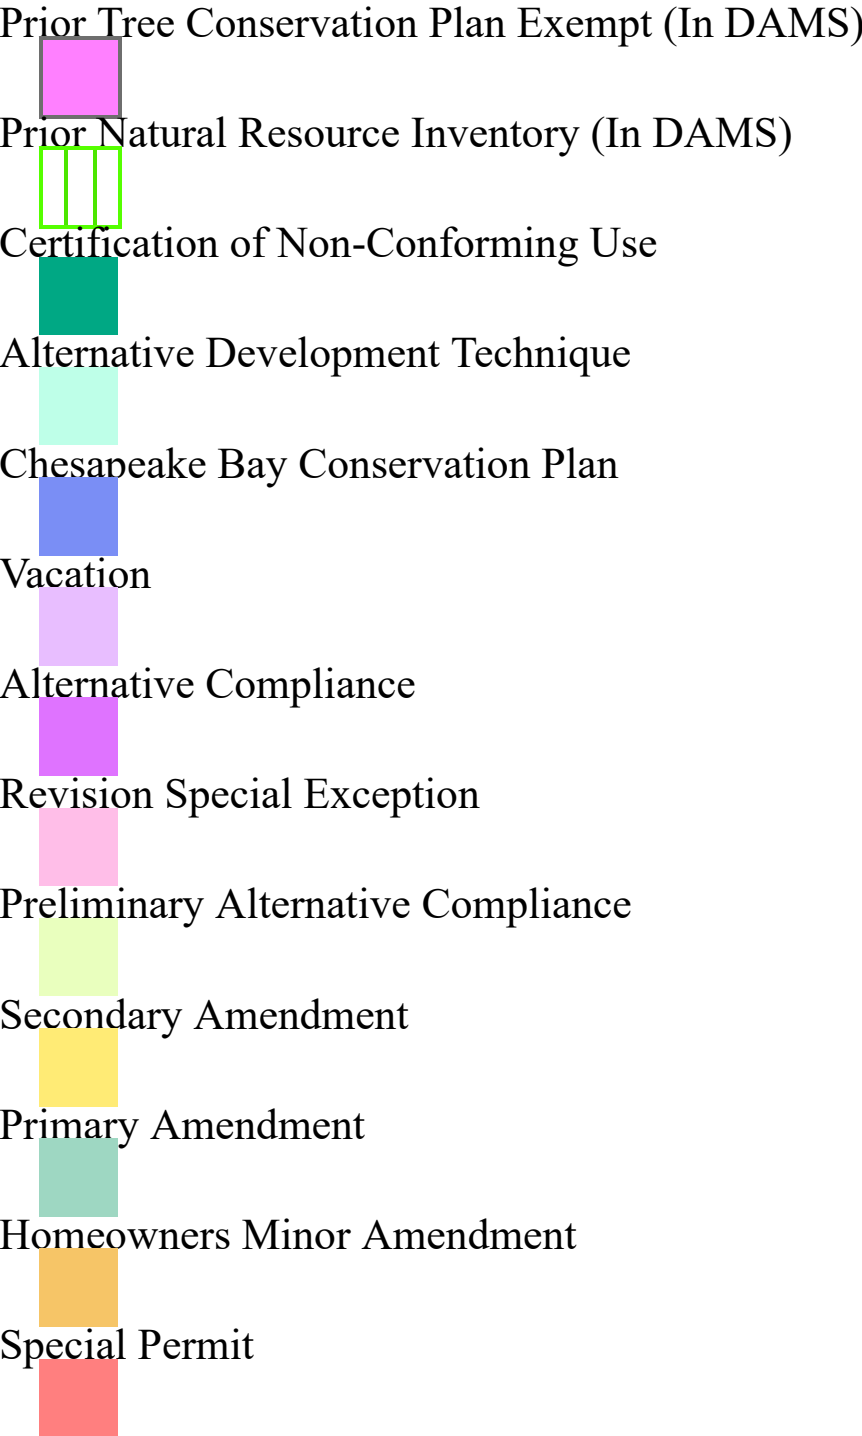 Prior Tree Conservation Plan Exempt (In DAMS)
Prior Natural Resource Inventory (In DAMS)
Certification of Non-Conforming Use
Alternative Development Technique
Chesapeake Bay Conservation Plan
Vacation
Alternative Compliance
Revision Special Exception
Preliminary Alternative Compliance
Secondary Amendment
Primary Amendment
Homeowners Minor Amendment
Special Permit